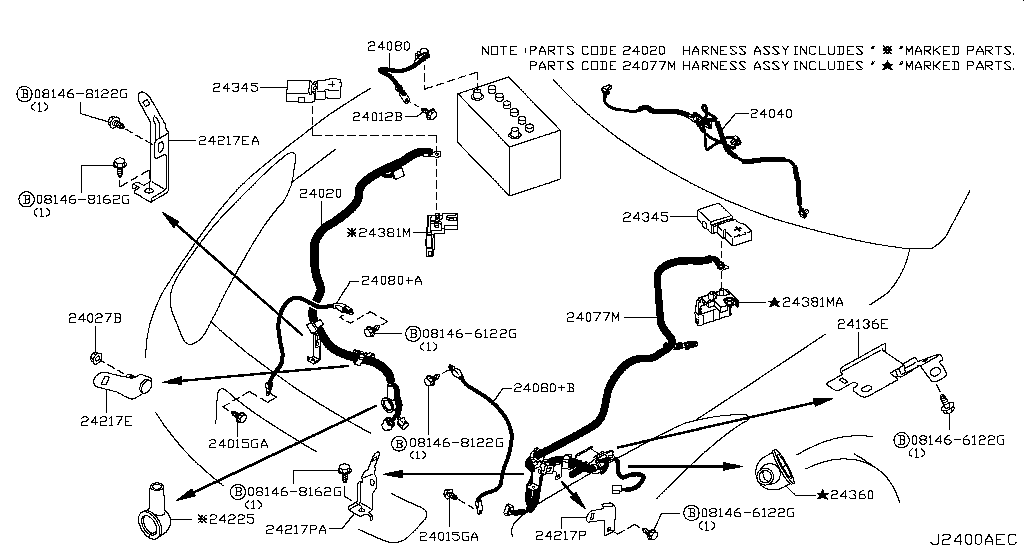 24080
NOTE : PARTS CODE 24020 HARNESS ASSY INCLUDES " ※ " MARKED PARTS.
PARTS CODE 24077M HARNESS ASSY INCLUDES " ★ " MARKED PARTS.
24345
Ⓑ08146-8122G
(1)
24012B
24040
24217EA
Ⓑ08146-8162G
(1)
24020
24345
※24381M
24080+A
★24381MA
24027B
24077M
24136E
Ⓑ08146-6122G
(1)
24080+B
24217E
24015GA
Ⓑ08146-8122G
(1)
Ⓑ08146-6122G
(1)
Ⓑ08146-8162G
(1)
★24360
※24225
24217PA
24015GA
24217P
Ⓑ08146-6122G
(1)
J2400AEC